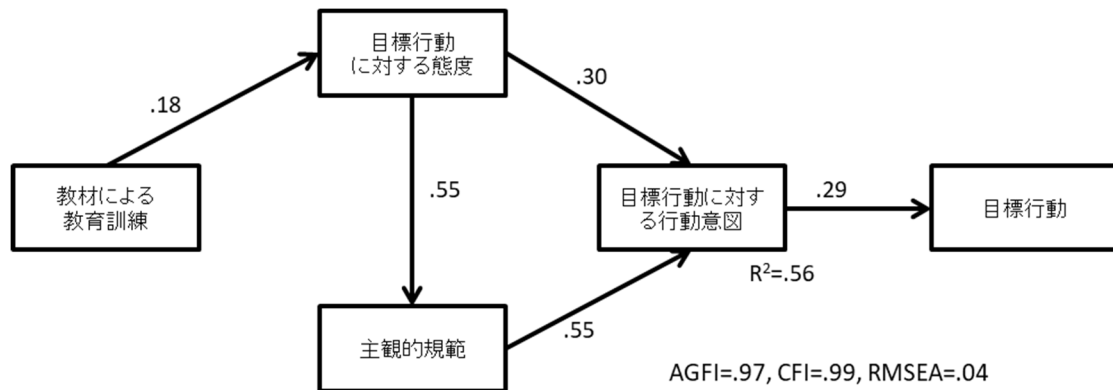 目標行動
に対する態度
.18
.30
教材による
教育訓練
.55
目標行動に対す
る行動意図
.29
目標行動
R²=.56
主観的規範
.55
AGFI=.97, CFI=.99, RMSEA=.04